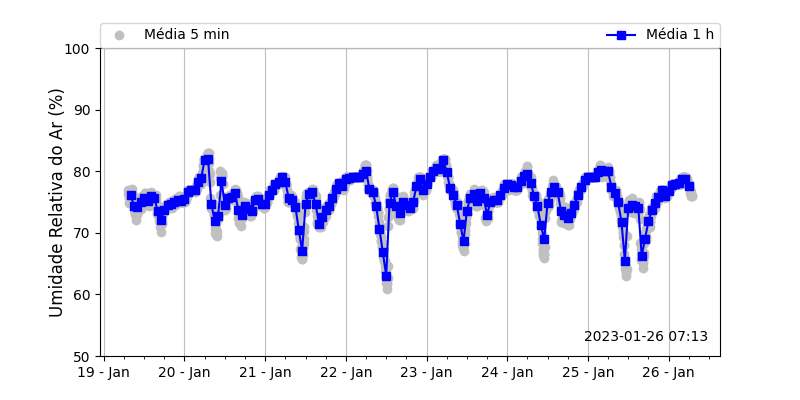 Média 5 min Média 1 h
Umidade Relativa do Ar (%)
100
90
80
70
60
50
2023-01-26 07:13
19 - Jan 20 - Jan 21 - Jan 22 - Jan 23 - Jan 24 - Jan 25 - Jan 26 - Jan